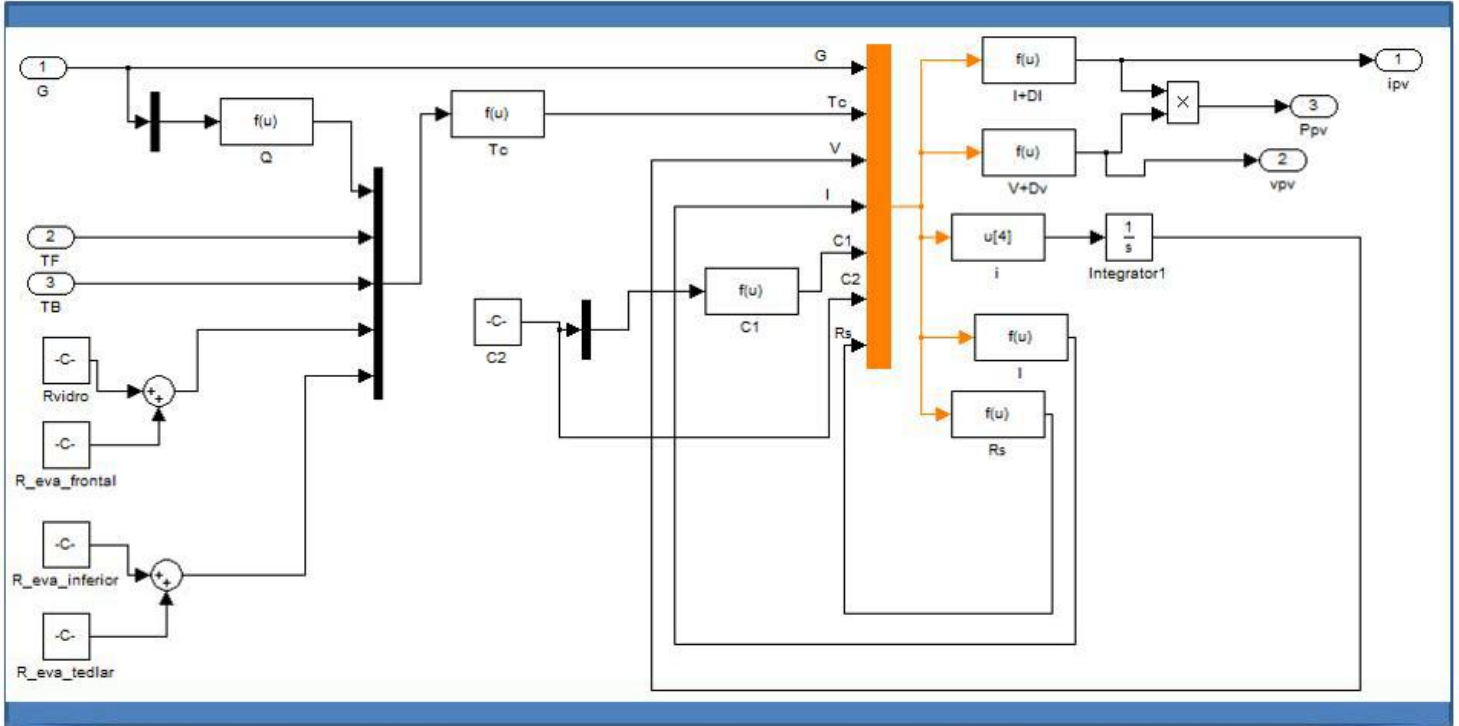 1
G
f(u)
Q
2
TF
3
TB
-C-
Rvidro
-C-
R_eva_frontal
-C-
R_eva_inferior
-C-
R_eva_tedlar
+
+
+
+
f(u)
Tc
-C-
C2
f(u)
C1
G
Tc
V
I
C1
C2
Rs
f(u)
I+DI
f(u)
V+Dv
u[4]
i
1
s
Integrator1
f(u)
I
f(u)
Rs
×
1
ipv
3
Ppv
2
vpv